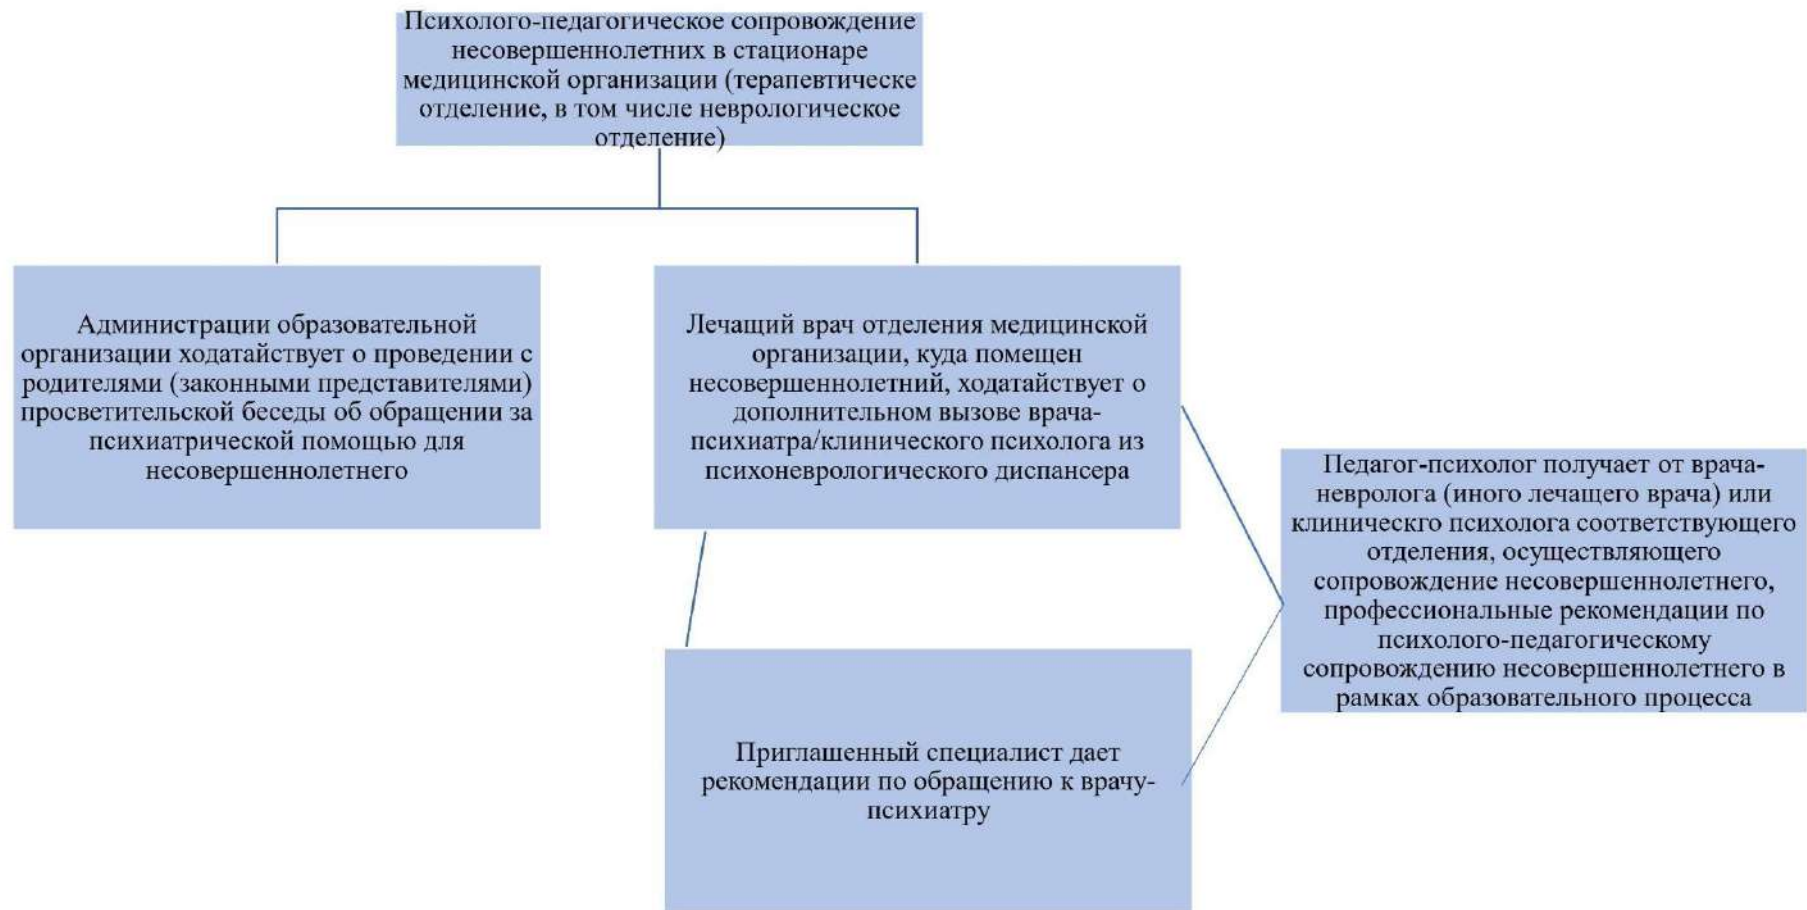 Психолого-педагогическое сопровождение
несовершеннолетних в стационаре
медицинской организации (терапевтическе
отделение, в том числе неврологическое
отделение)
Администрации образовательной
организации ходатайствует о проведении с
родителями (законными представителями)
просветительской беседы об обращении за
психиатрической помощью для
несовершеннолетнего
Лечащий врач отделения медицинской
организации, куда помещен
несовершеннолетний, ходатайствует о
дополнительном вызове врача-
психиатра/клинического психолога из
психоневрологического диспансера
Педагог-психолог получает от врача-
невролога (иного лечащего врача) или
клиническго психолога соответствующего
отделения, осуществляющего
сопровождение несовершеннолетнего,
профессиональные рекомендации по
психолого-педагогическому
сопровождению несовершеннолетнего в
рамках образовательного процесса
Приглашенный специалист дает
рекомендации по обращению к врачу-
психиатру